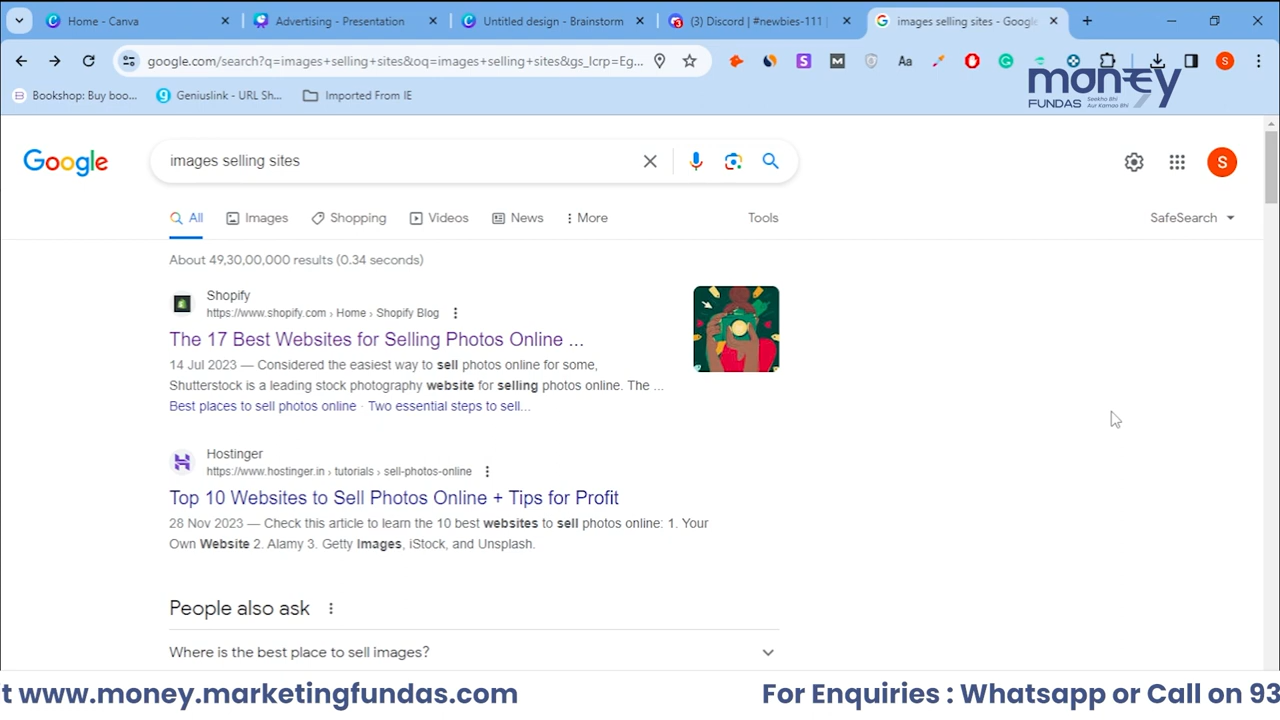 Home - Canva
Advertising - Presentation
Untitled design - Brainstorm
(3) Discord | #newbies-111 |
images selling sites - Google
google.com/search?q=images+selling+sites&oq=images+selling+sites&gs_lcrp=Eg...
S
M
Aa
S
Bookshop: Buy boo...
Geniuslink - URL Sh...
Imported From IE
money
FUNDAS
Seekho Bhi
Aur Kamao Bhi
Google
images selling sites
S
All
Images
Shopping
Videos
News
More
Tools
SafeSearch
About 49,30,00,000 results (0.34 seconds)
Shopify
https://www.shopify.com › Home › Shopify Blog
The 17 Best Websites for Selling Photos Online ...
14 Jul 2023 — Considered the easiest way to sell photos online for some,
Shutterstock is a leading stock photography website for selling photos online. The ...
Best places to sell photos online · Two essential steps to sell...
Hostinger
https://www.hostinger.in › tutorials › sell-photos-online
Top 10 Websites to Sell Photos Online + Tips for Profit
28 Nov 2023 — Check this article to learn the 10 best websites to sell photos online: 1. Your
Own Website 2. Alamy 3. Getty Images, iStock, and Unsplash.
People also ask
Where is the best place to sell images?
't www.money.marketingfundas.com
For Enquiries : Whatsapp or Call on 93